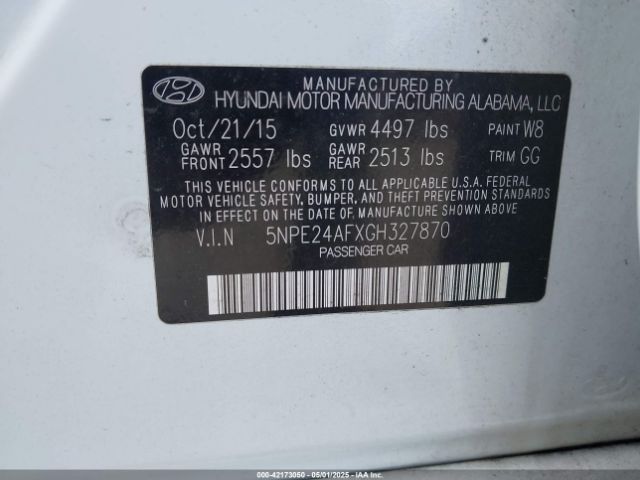 MANUFACTURED BY
HYUNDAI MOTOR MANUFACTURING ALABAMA, LLC
Oct/21/15 GVWR 4497 lbs PAINT W8
GAWR FRONT 2557 lbs GAWR REAR 2513 lbs TRIM GG
THIS VEHICLE CONFORMS TO ALL APPLICABLE U.S.A. FEDERAL
MOTOR VEHICLE SAFETY, BUMPER, AND THEFT PREVENTION STANDARDS
IN EFFECT ON THE DATE OF MANUFACTURE SHOWN ABOVE.
V.I.N 5NPE24AFXGH327870
PASSENGER CAR
000-42173050 - 05/01/2025 - IAAI.COM